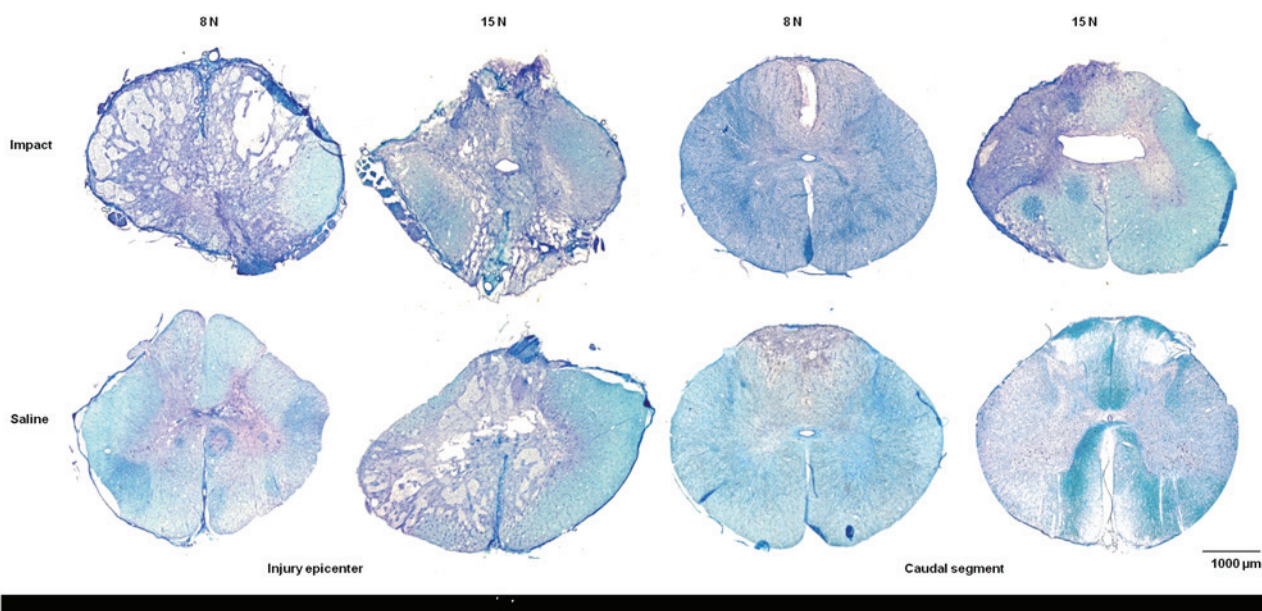 8 N
15 N
8 N
15 N
Impact
Saline
Injury epicenter
Caudal segment
1000 µm